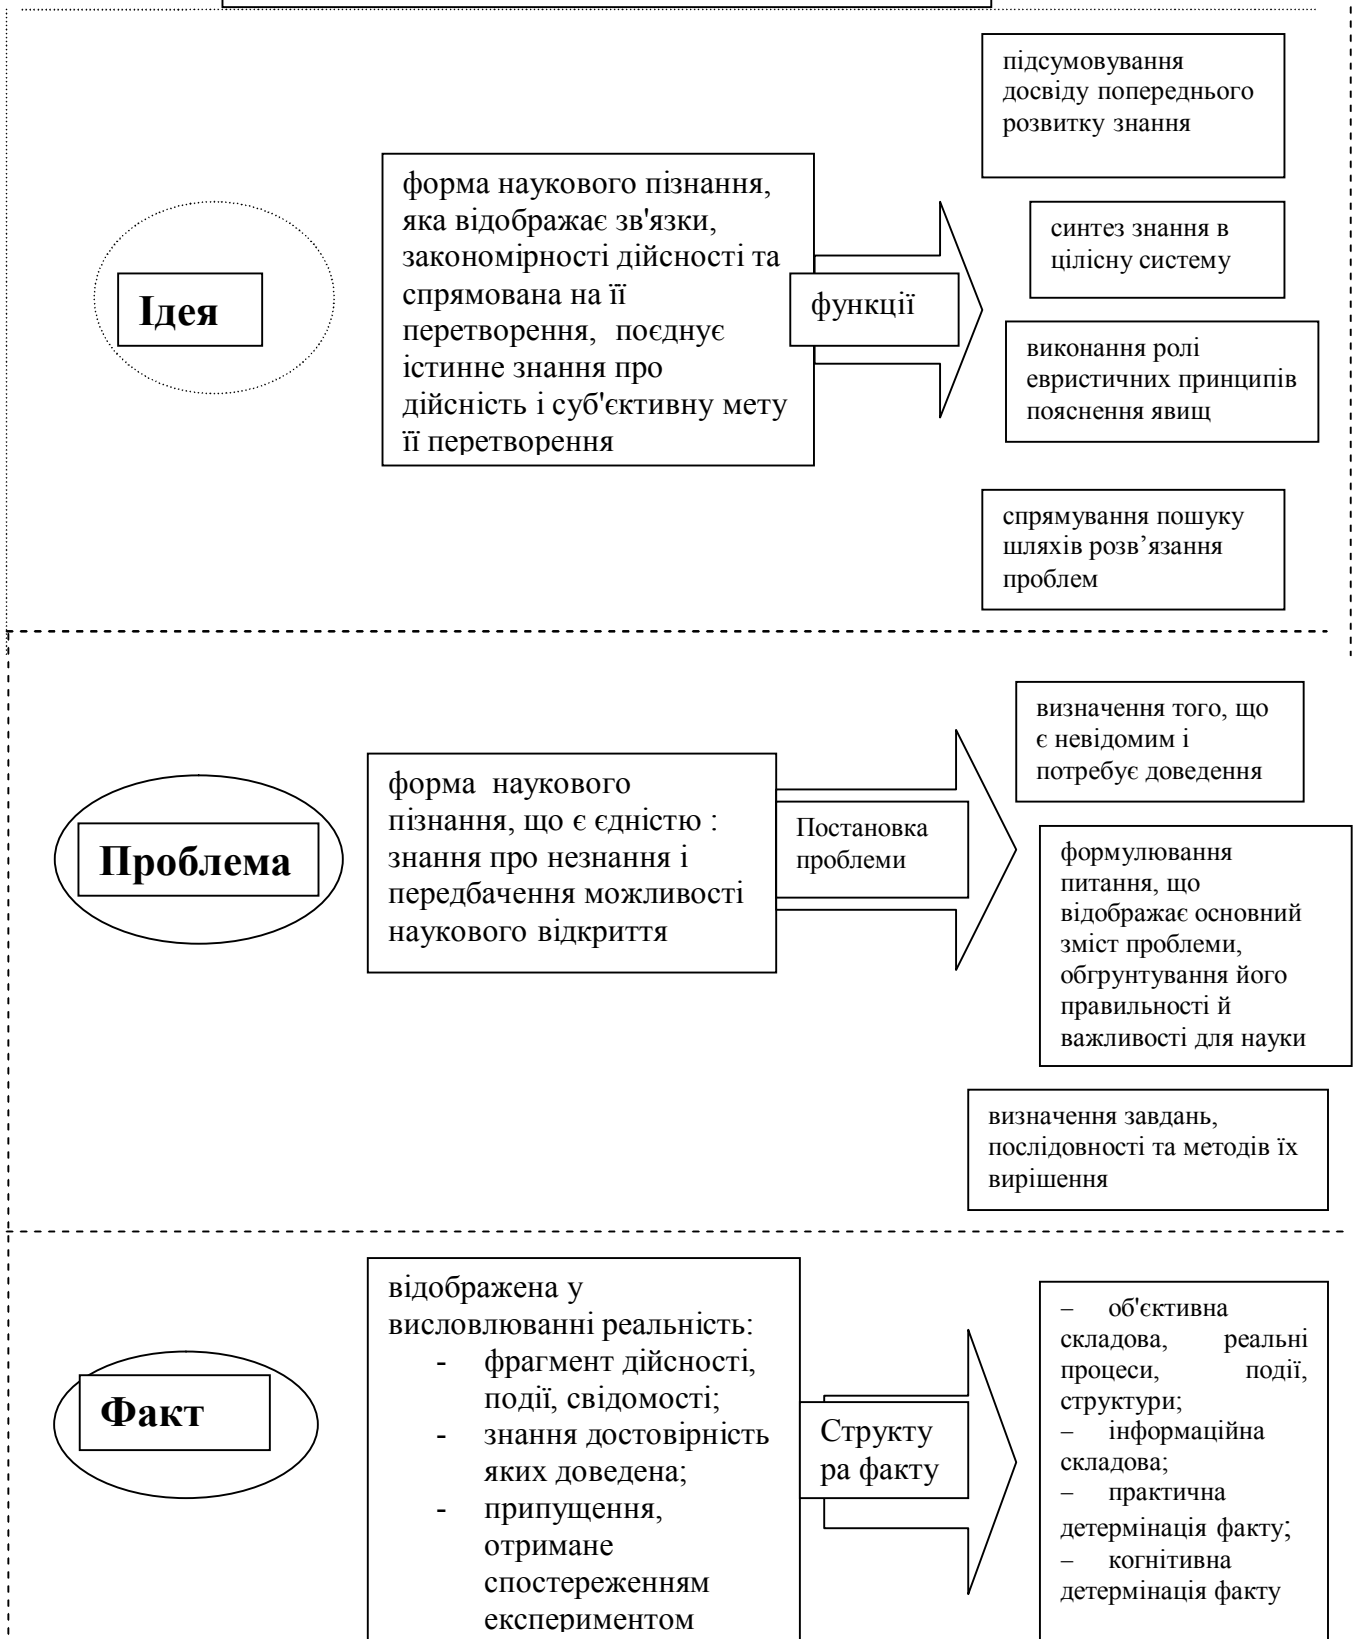 підсумовування
досвіду попереднього
розвитку знання
форма наукового пізнання,
яка відображає зв'язки,
закономірності дійсності та
спрямована на її
перетворення, поєднує
істинне знання про
дійсність і суб'єктивну мету
її перетворення
синтез знання в
цілісну систему
Ідея
функції
виконання ролі
евристичних принципів
пояснення явищ
спрямування пошуку
шляхів розв’язання
проблем
визначення того, що
є невідомим і
потребує доведення
форма наукового
пізнання, що є єдністю :
знання про незнання і
передбачення можливості
наукового відкриття
Проблема
Постановка
проблеми
формулювання
питання, що
відображає основний
зміст проблеми,
обгрунтування його
правильності й
важливості для науки
визначення завдань,
послідовності та методів їх
вирішення
відображена у
висловлюванні реальність:
- фрагмент дійсності,
події, свідомості;
- знання достовірність
яких доведена;
- припущення,
отримане
спостереженням
експериментом
Факт
Структу
ра факту
– об'єктивна
складова, реальні
процеси, події,
структури;
– інформаційна
складова;
– практична
детермінація факту;
– когнітивна
детермінація факту